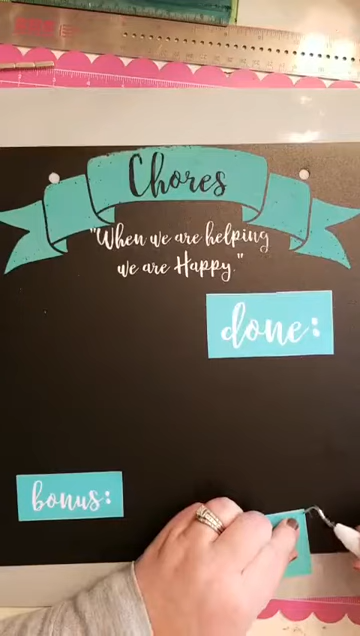 Chores
"When we are helping
we are Happy."
done:
bonus: